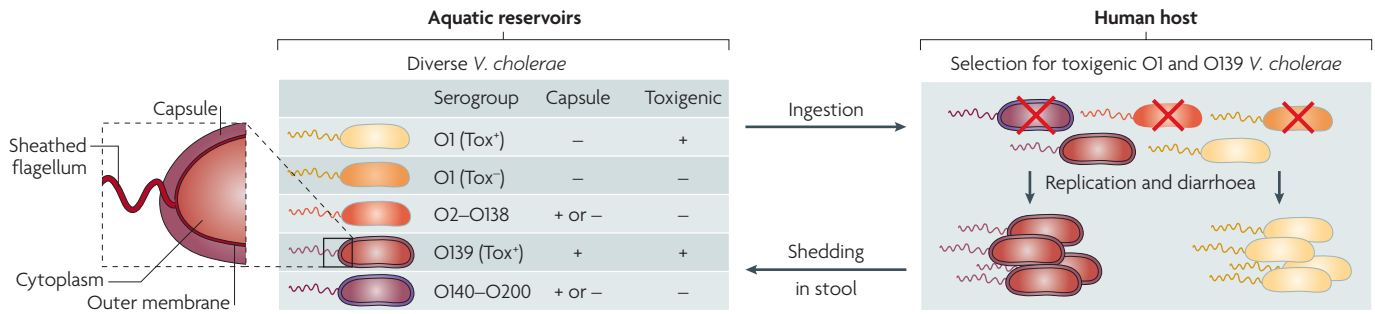 Aquatic reservoirs
Human host
Diverse V. cholerae
Selection for toxigenic O1 and O139 V. cholerae
Capsule
Sheathed
flagellum
Cytoplasm
Outer membrane
Serogroup Capsule Toxigenic
O1 (Tox⁺) – +
O1 (Tox⁻) – –
O2–O138 + or – –
O139 (Tox⁺) + +
O140–O200 + or – –
Ingestion
Shedding
in stool
Replication and diarrhoea